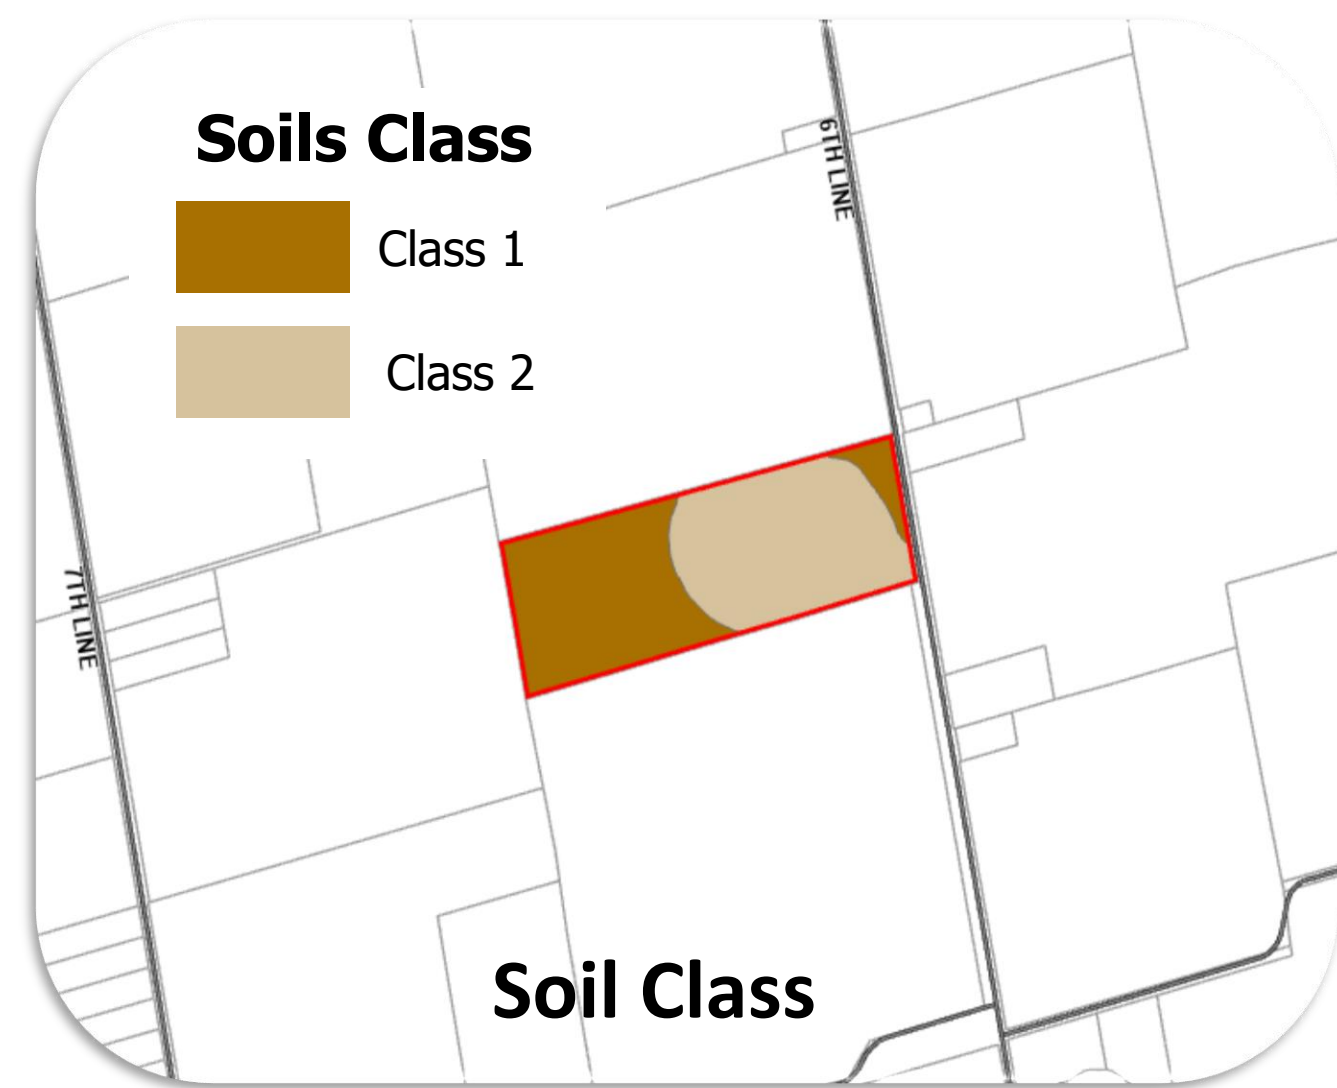 Soils Class
Class 1
Class 2
6TH LINE
7TH LINE
Soil Class